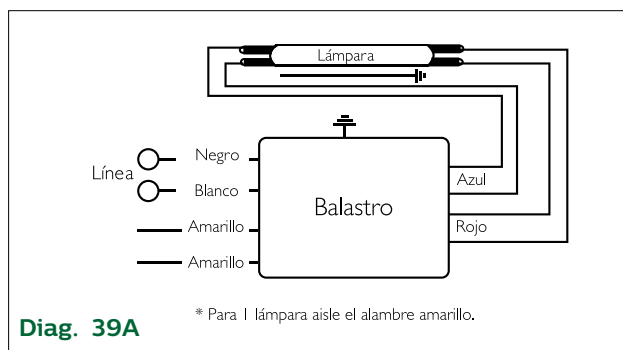 Lámpara
Negro
Línea
Blanco
Azul
Balastro
Amarillo
Rojo
Amarillo
* Para 1 lámpara aisle el alambre amarillo.
Diag. 39A